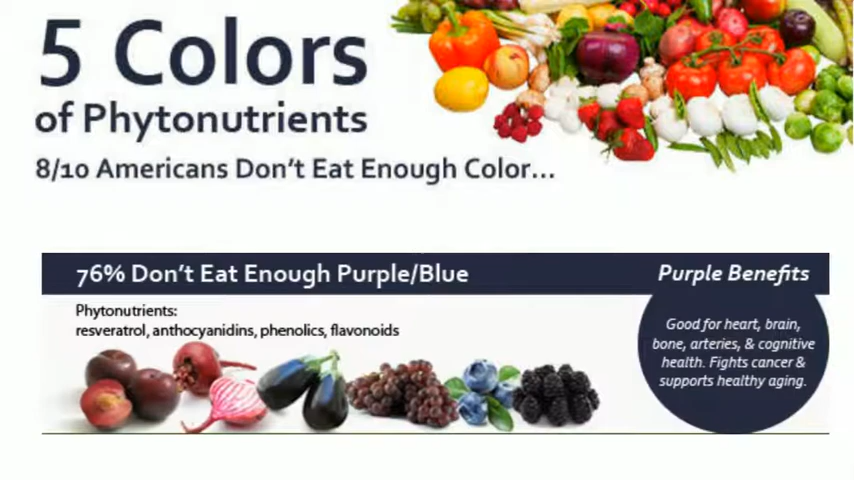 5 Colors
of Phytonutrients
8/10 Americans Don't Eat Enough Color...
76% Don't Eat Enough Purple/Blue
Purple Benefits
Phytonutrients:
resveratrol, anthocyanidins, phenolics, flavonoids
Good for heart, brain,
bone, arteries, & cognitive
health. Fights cancer &
supports healthy aging.